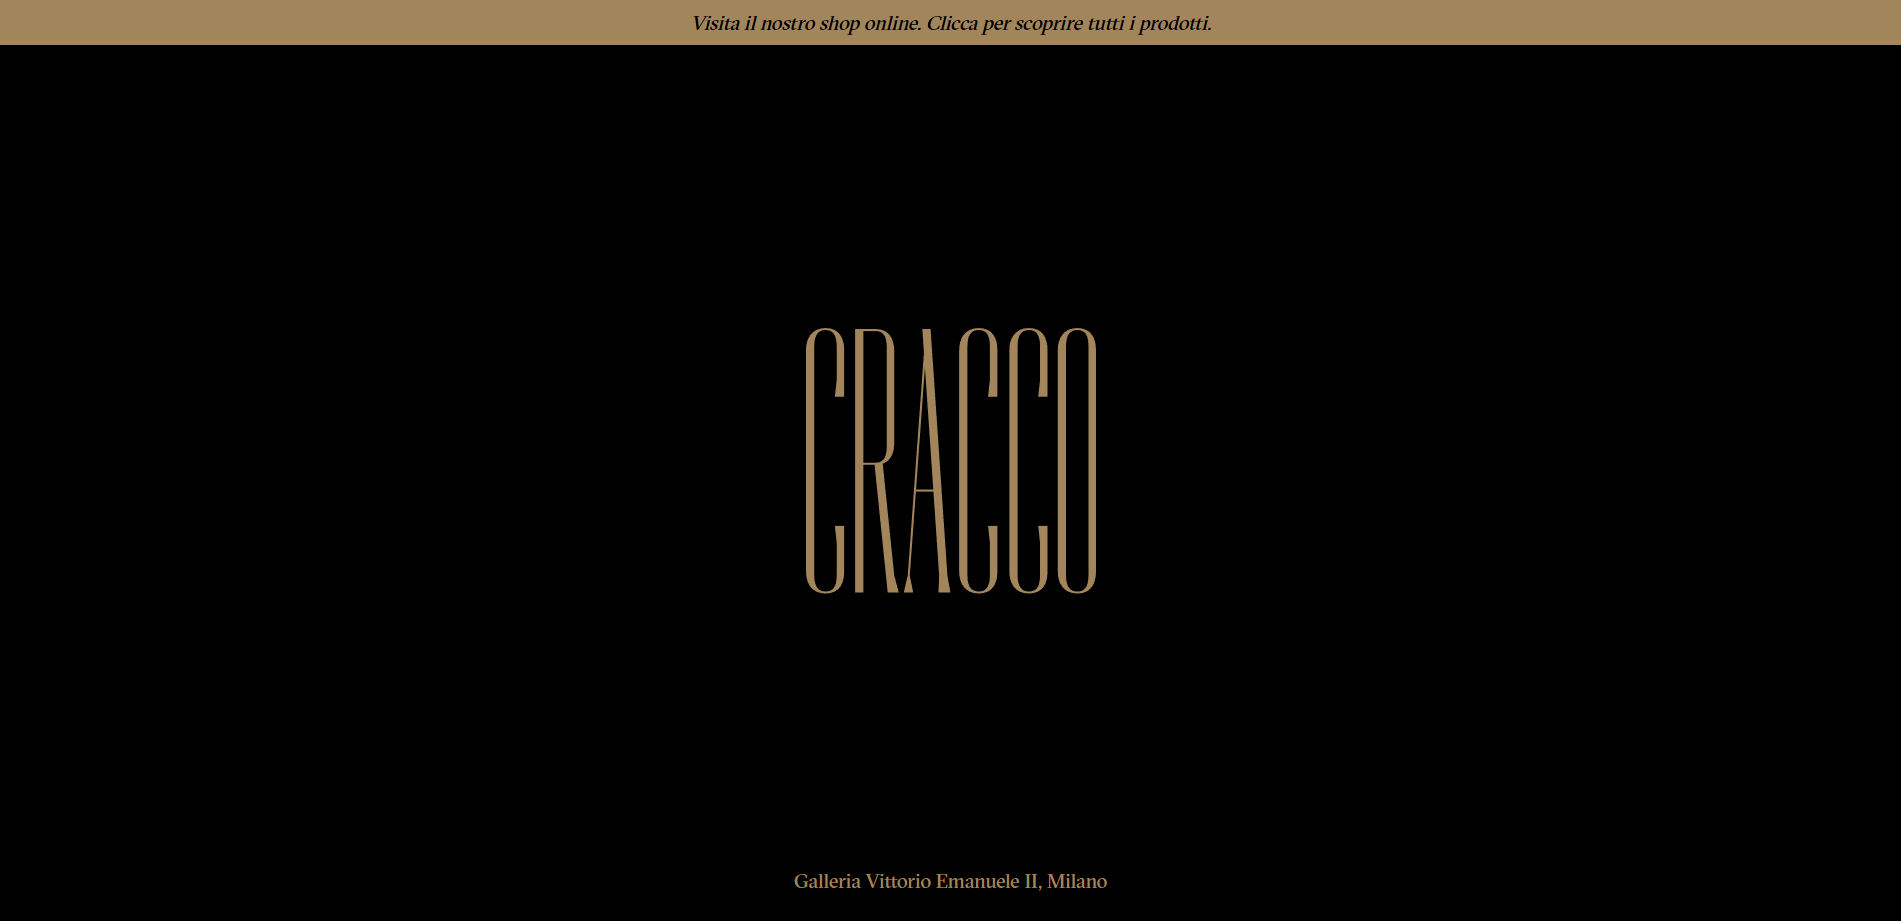 Visita il nostro shop online. Clicca per scoprire tutti i prodotti.
CRACCO
Galleria Vittorio Emanuele II, Milano